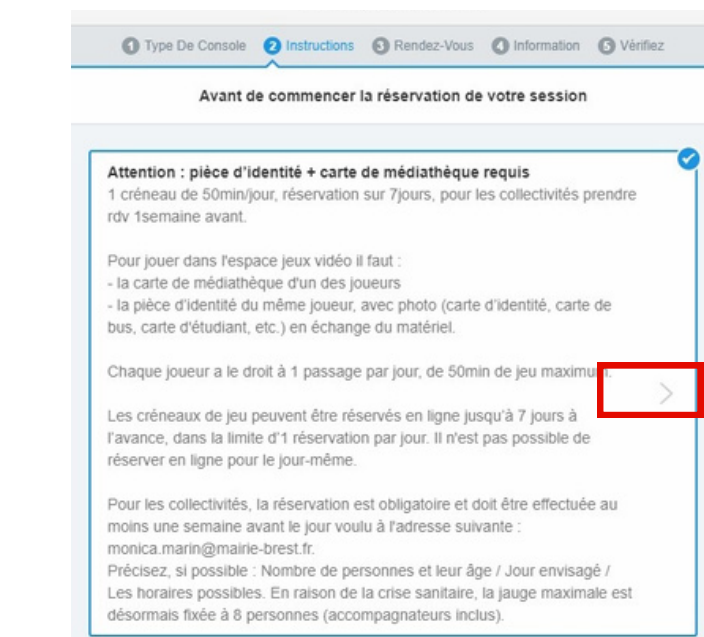 1 Type De Console 2 Instructions 3 Rendez-Vous 4 Information 5 Vérifiez
Avant de commencer la réservation de votre session
Attention : pièce d'identité + carte de médiathèque requis
1 créneau de 50min/jour, réservation sur 7jours, pour les collectivités prendre
rdv 1semaine avant.
Pour jouer dans l'espace jeux vidéo il faut :
- la carte de médiathèque d'un des joueurs
- la pièce d'identité du même joueur, avec photo (carte d'identité, carte de
bus, carte d'étudiant, etc.) en échange du matériel.
Chaque joueur a le droit à 1 passage par jour, de 50min de jeu maximum.
Les créneaux de jeu peuvent être réservés en ligne jusqu'à 7 jours à
l'avance, dans la limite d'1 réservation par jour. Il n'est pas possible de
réserver en ligne pour le jour-même.
Pour les collectivités, la réservation est obligatoire et doit être effectuée au
moins une semaine avant le jour voulu à l'adresse suivante :
monica.marin@mairie-brest.fr.
Précisez, si possible : Nombre de personnes et leur âge / Jour envisagé /
Les horaires possibles. En raison de la crise sanitaire, la jauge maximale est
désormais fixée à 8 personnes (accompagnateurs inclus).